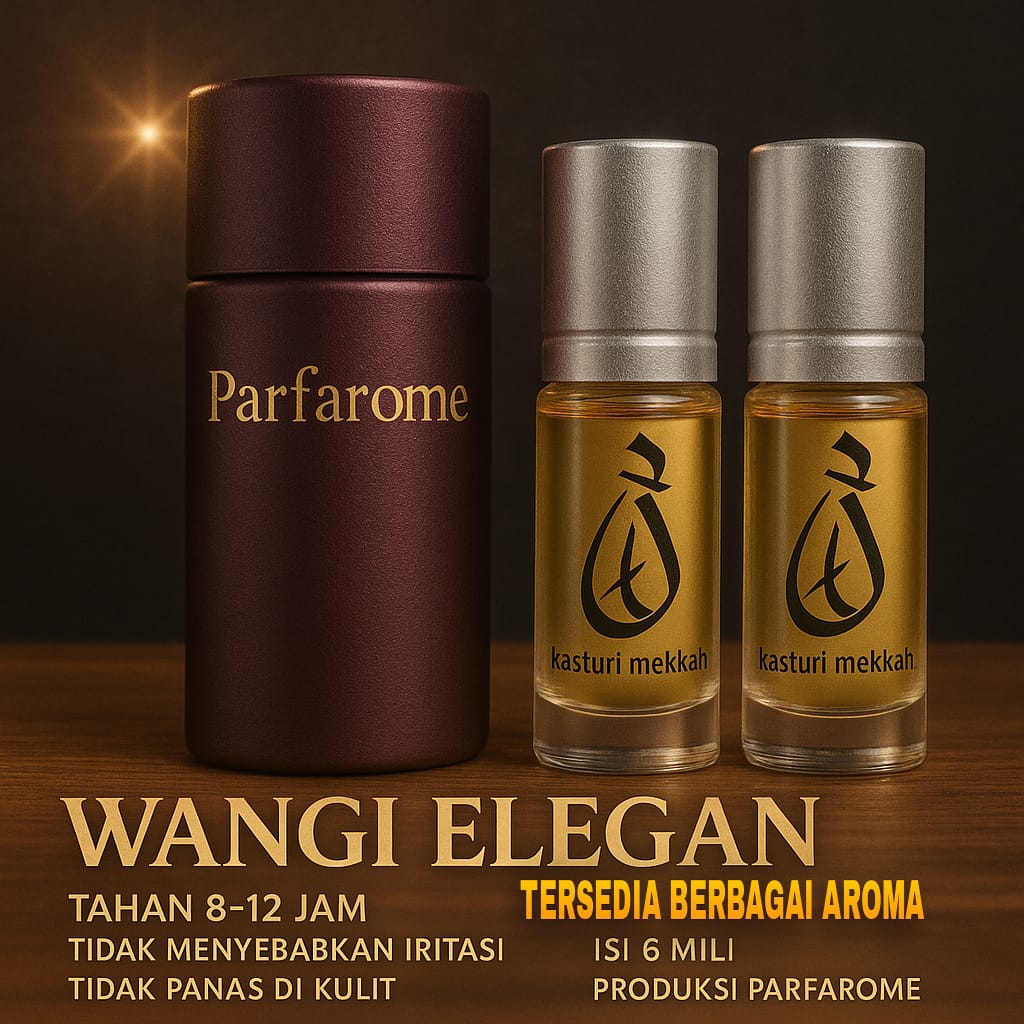 Parfarome
kasturi mekkah
kasturi mekkah
WANGI ELEGAN
TAHAN 8-12 JAM
TERSEDIA BERBAGAI AROMA
TIDAK MENYEBABKAN IRITASI
ISI 6 MILI
TIDAK PANAS DI KULIT
PRODUKSI PARFAROME